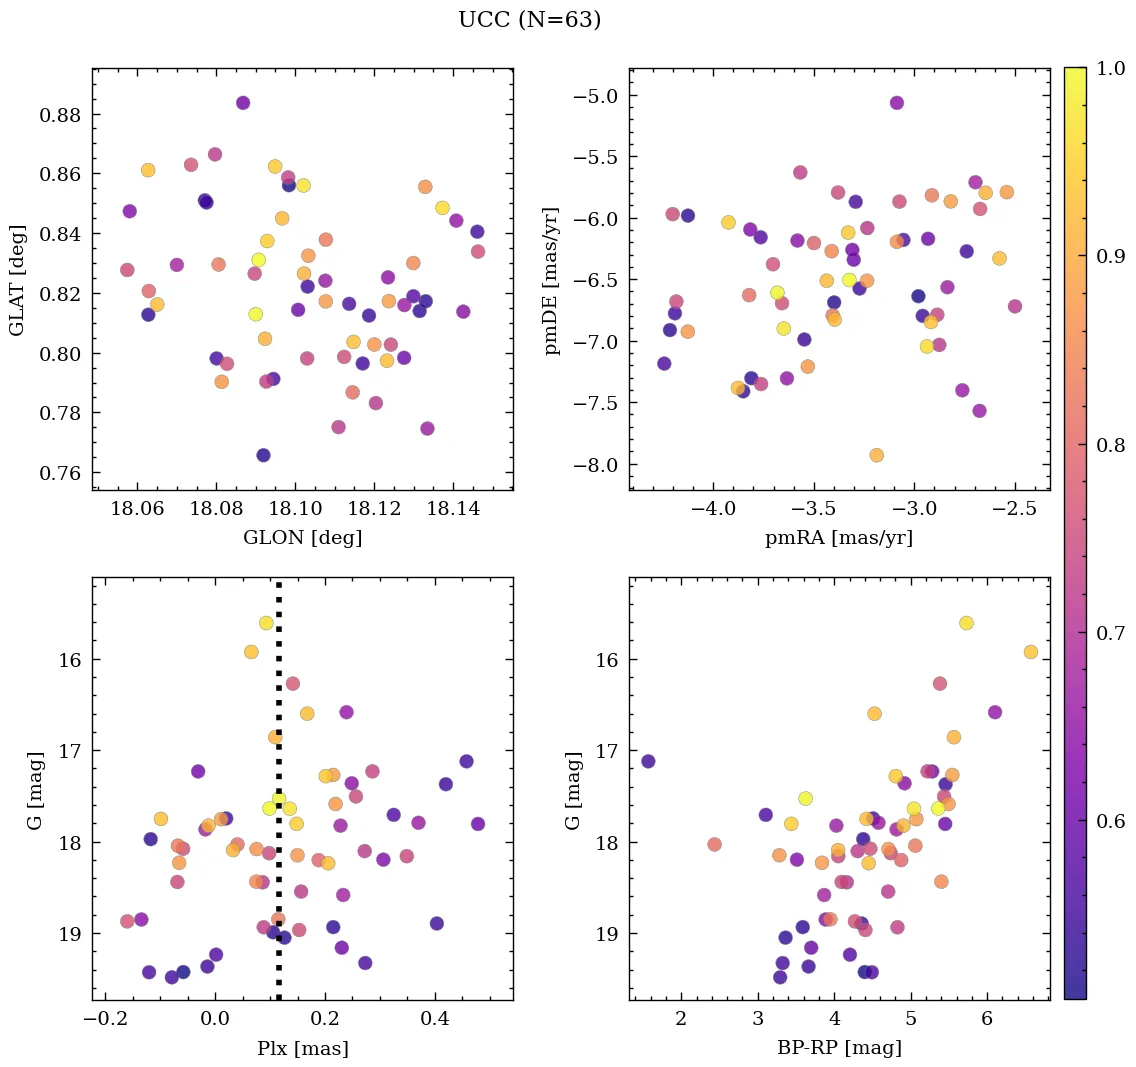 UCC (N=63)
0.88
0.86
0.84
0.82
0.80
0.78
0.76
GLAT [deg]
18.06 18.08 18.10 18.12 18.14
GLON [deg]
−5.0
−5.5
−6.0
−6.5
−7.0
−7.5
−8.0
pmDE [mas/yr]
−4.0 −3.5 −3.0 −2.5
pmRA [mas/yr]
1.0
0.9
0.8
0.7
0.6
16
17
18
19
G [mag]
−0.2 0.0 0.2 0.4
Plx [mas]
16
17
18
19
G [mag]
2 3 4 5 6
BP-RP [mag]